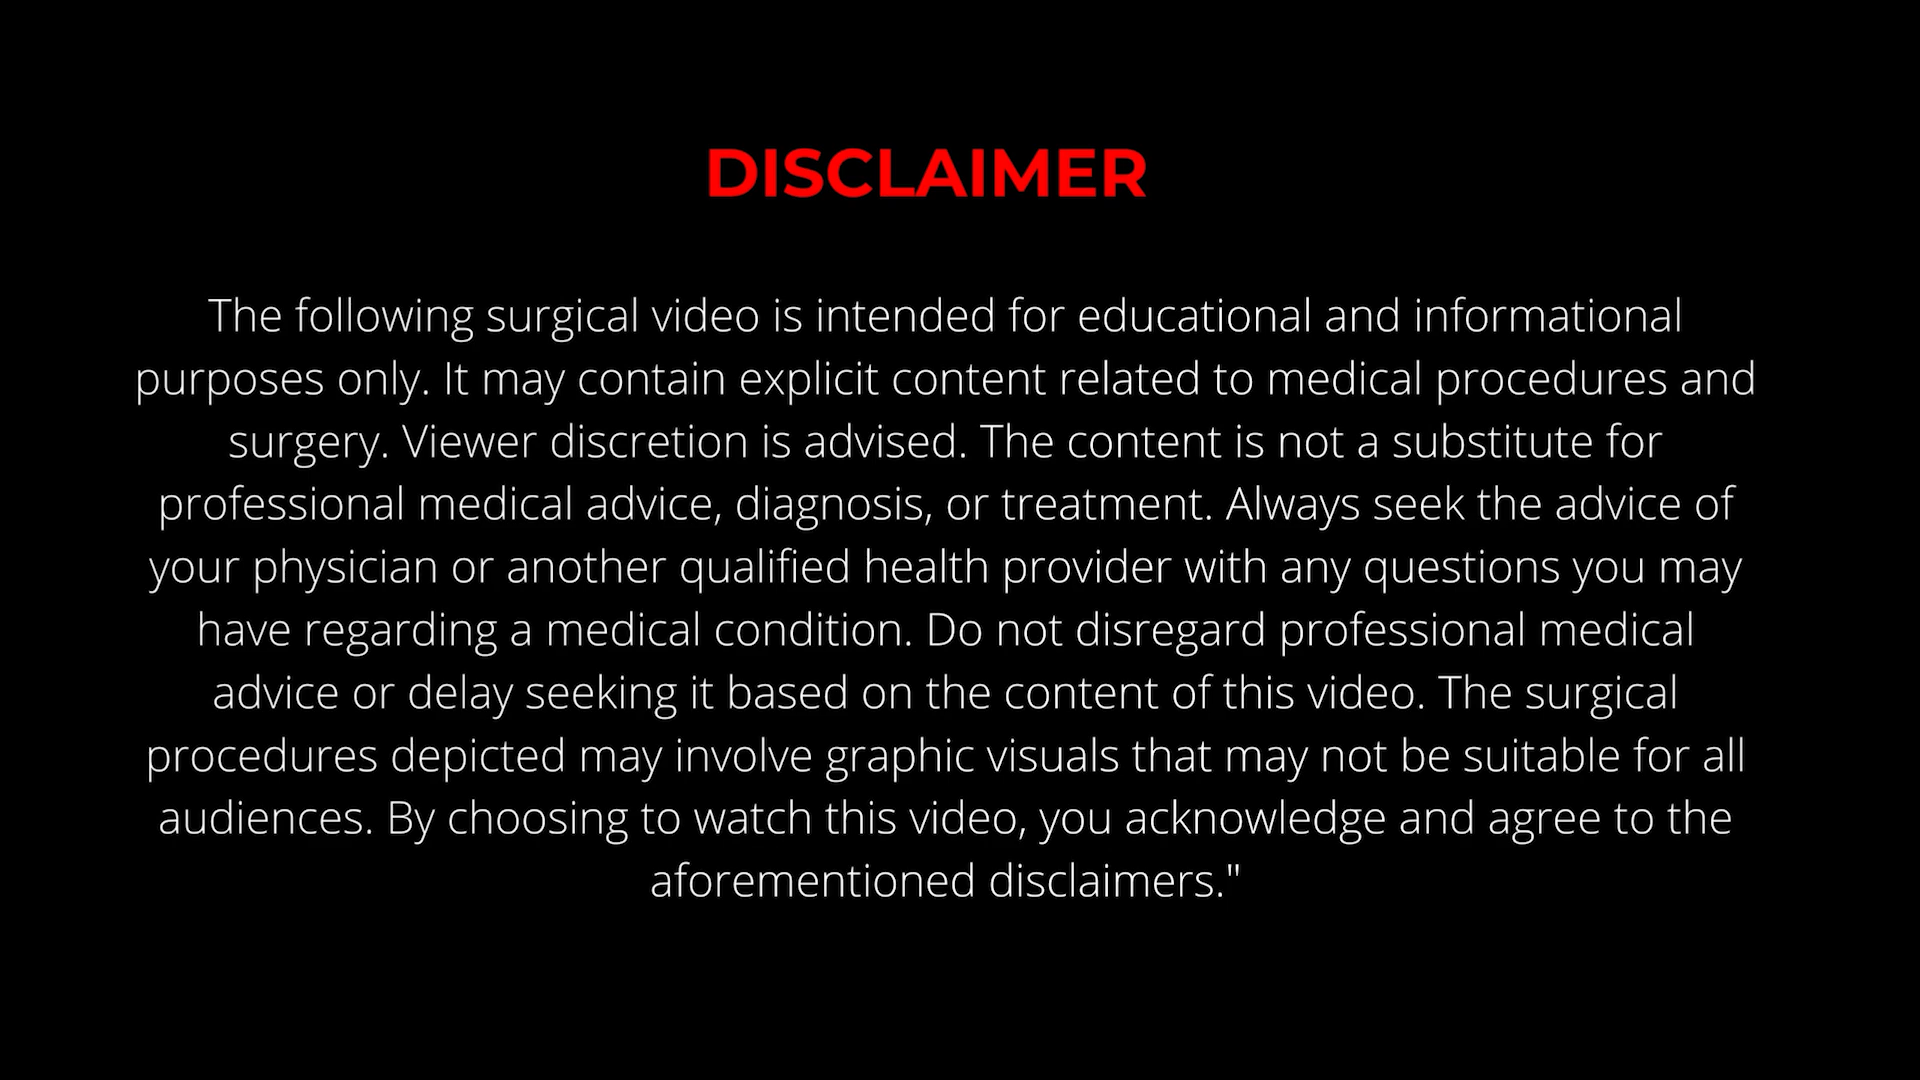 DISCLAIMER
The following surgical video is intended for educational and informational
purposes only. It may contain explicit content related to medical procedures and
surgery. Viewer discretion is advised. The content is not a substitute for
professional medical advice, diagnosis, or treatment. Always seek the advice of
your physician or another qualified health provider with any questions you may
have regarding a medical condition. Do not disregard professional medical
advice or delay seeking it based on the content of this video. The surgical
procedures depicted may involve graphic visuals that may not be suitable for all
audiences. By choosing to watch this video, you acknowledge and agree to the
aforementioned disclaimers."